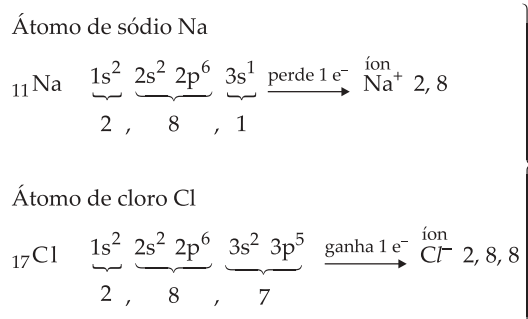 Átomo de sódio Na
₁₁Na 1s² 2s² 2p⁶ 3s¹ perde 1 e⁻ íon Na⁺ 2, 8
2 , 8 , 1
Átomo de cloro Cl
₁₇Cl 1s² 2s² 2p⁶ 3s² 3p⁵ ganha 1 e⁻ íon Cl⁻ 2, 8, 8
2 , 8 , 7